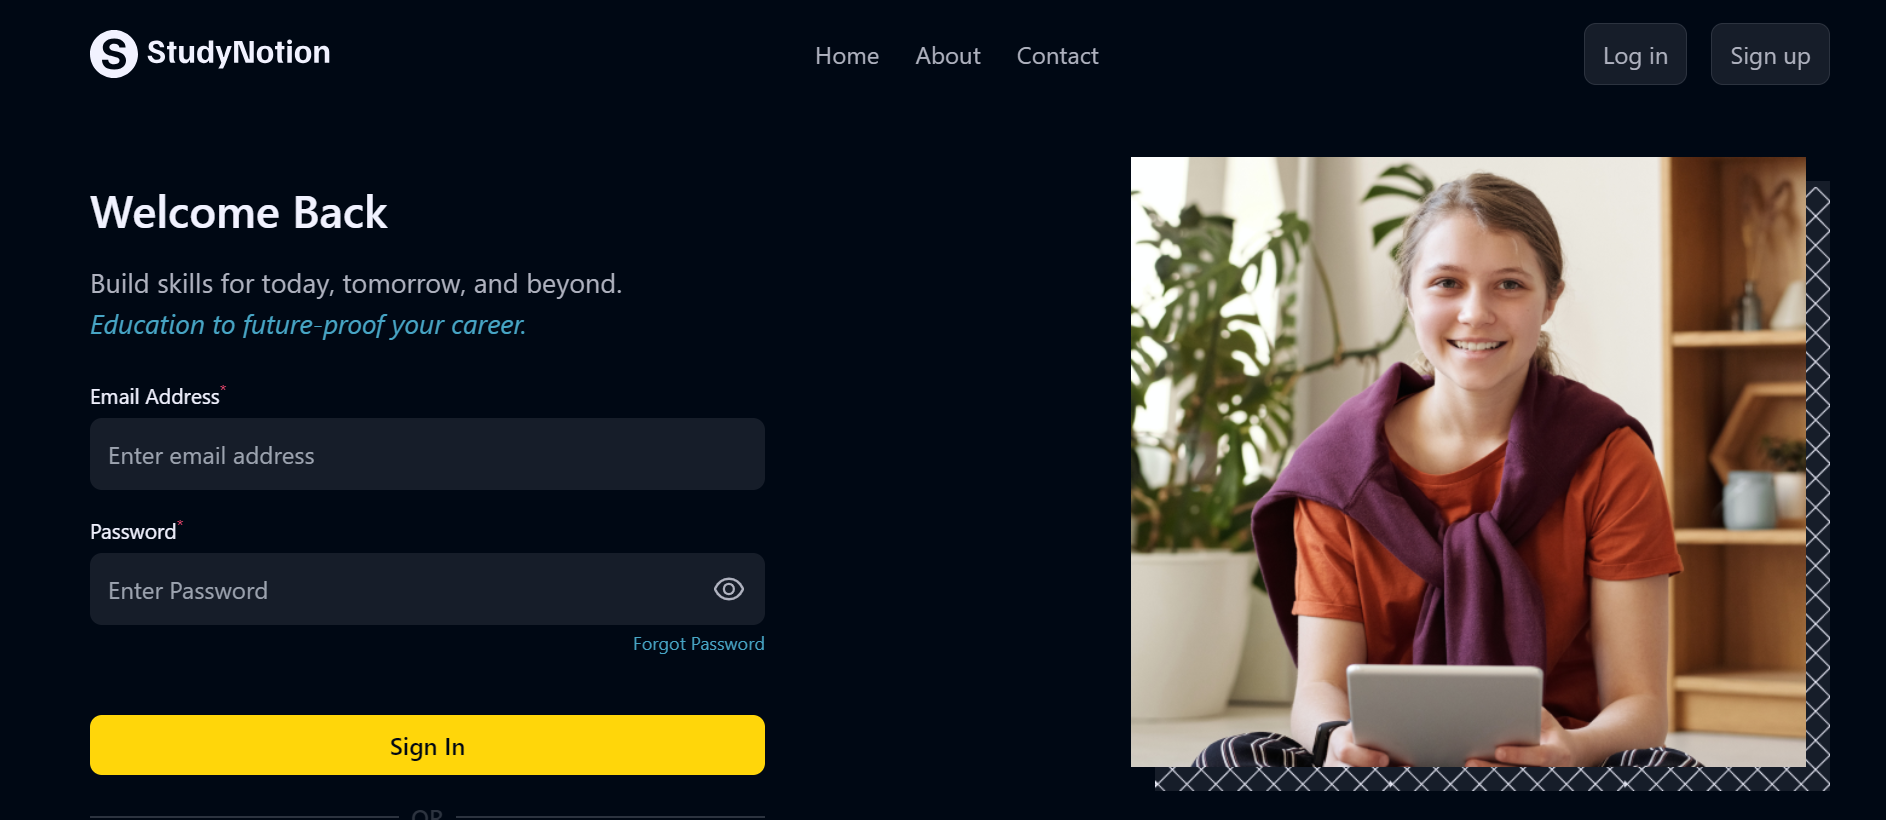 S StudyNotion
Home About Contact
Log in Sign up
Welcome Back
Build skills for today, tomorrow, and beyond.
Education to future-proof your career.
Email Address*
Enter email address
Password*
Enter Password
Forgot Password
Sign In
OR